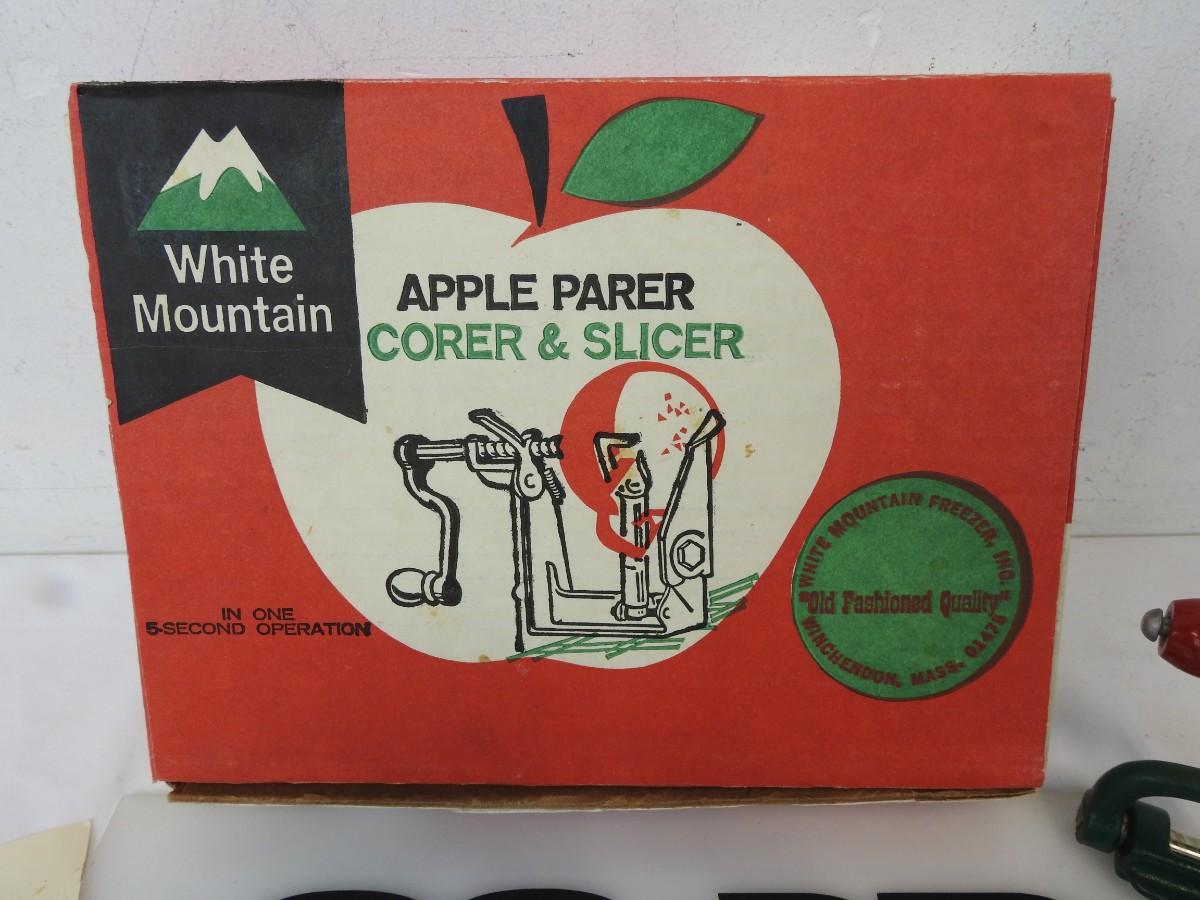 White
Mountain
APPLE PARER
CORER & SLICER
IN ONE
5-SECOND OPERATION
WHITE MOUNTAIN FREEZER, INC.
"Old Fashioned Quality"
WINCHENDON, MASS. 01475